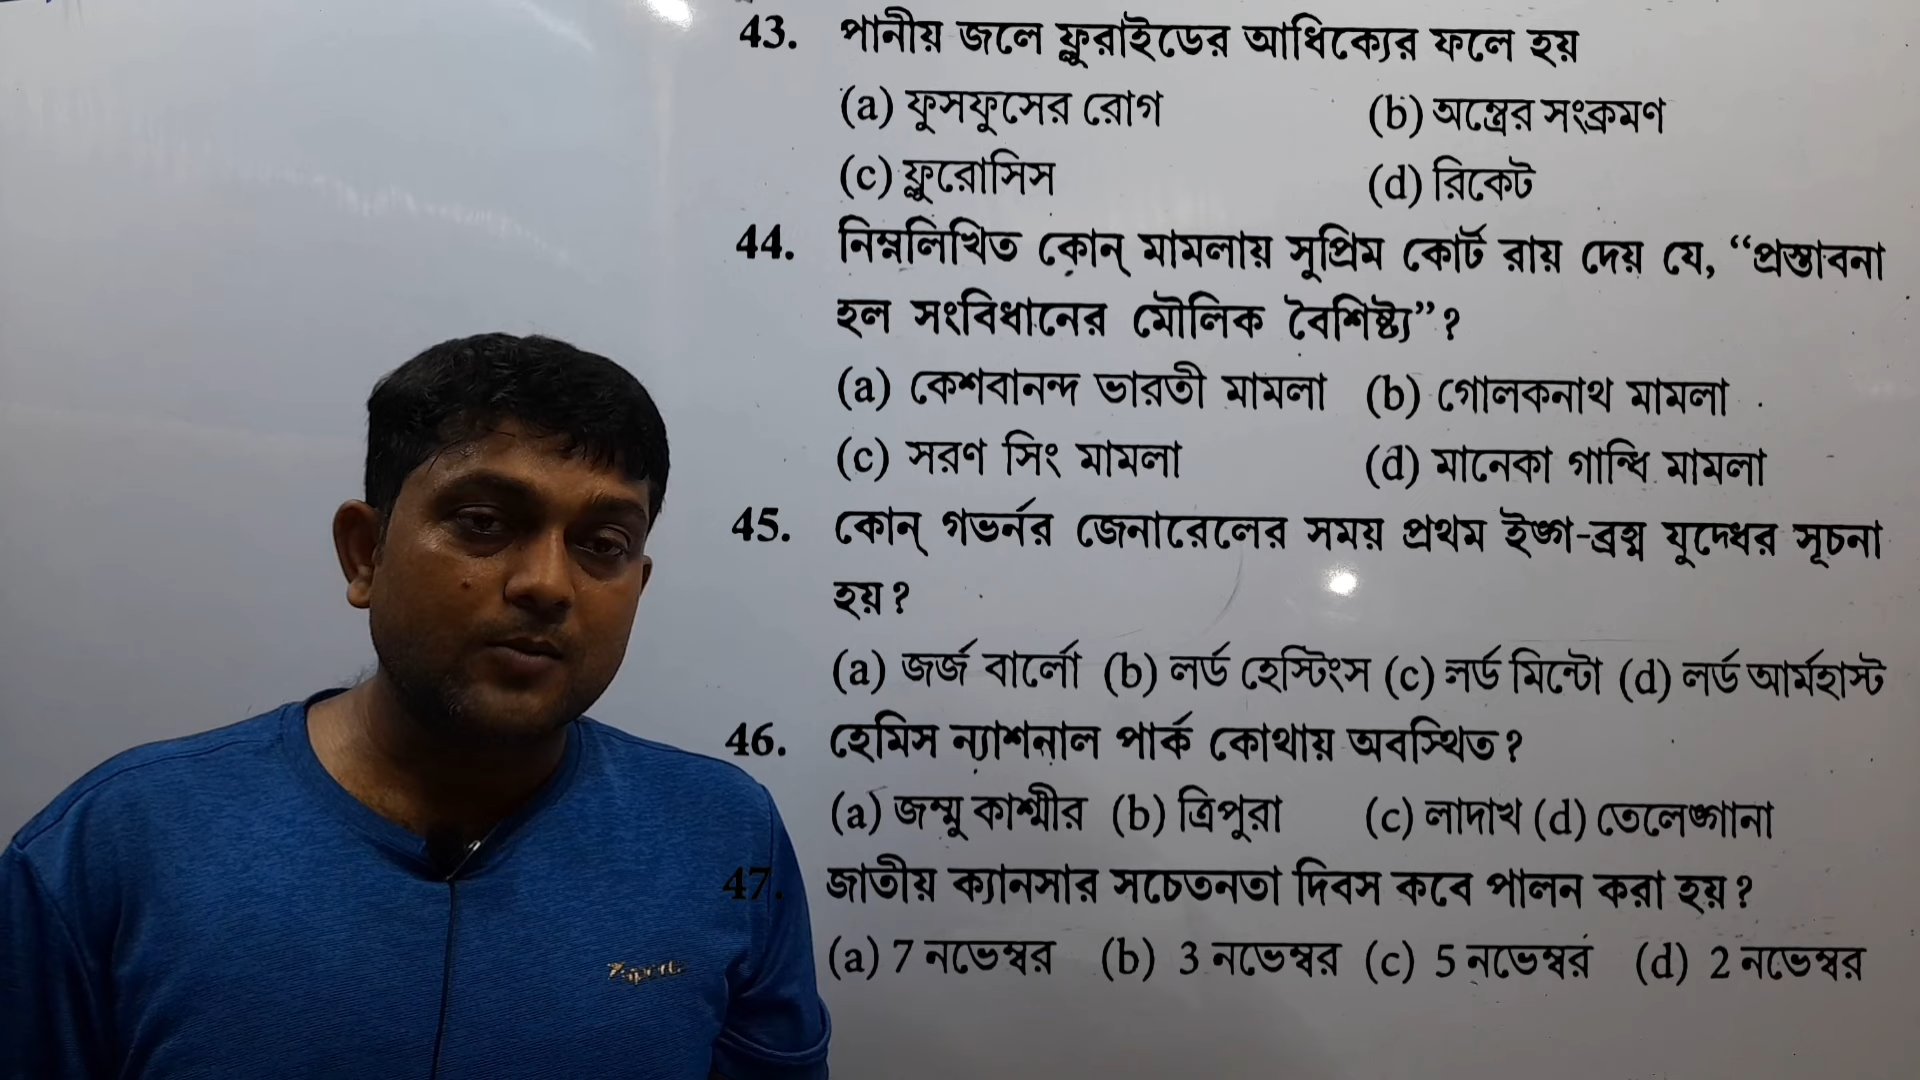 43. পানীয় জলে ফ্লুরাইডের আধিক্যের ফলে হয়
(a) ফুসফুসের রোগ (b) অন্ত্রের সংক্রমণ
(c) ফ্লুরোসিস (d) রিকেট
44. নিম্নলিখিত কোন্ মামলায় সুপ্রিম কোর্ট রায় দেয় যে, “প্রস্তাবনা
হল সংবিধানের মৌলিক বৈশিষ্ট্য”?
(a) কেশবানন্দ ভারতী মামলা (b) গোলকনাথ মামলা
(c) সরণ সিং মামলা (d) মানেকা গান্ধি মামলা
45. কোন্ গভর্নর জেনারেলের সময় প্রথম ইঙ্গ-ব্রহ্ম যুদ্ধের সূচনা
হয়?
(a) জর্জ বার্লো (b) লর্ড হেস্টিংস (c) লর্ড মিন্টো (d) লর্ড আর্মহাস্ট
46. হেমিস ন্যাশনাল পার্ক কোথায় অবস্থিত?
(a) জম্মু কাশ্মীর (b) ত্রিপুরা (c) লাদাখ (d) তেলেঙ্গানা
47. জাতীয় ক্যানসার সচেতনতা দিবস কবে পালন করা হয়?
(a) 7 নভেম্বর (b) 3 নভেম্বর (c) 5 নভেম্বর (d) 2 নভেম্বর